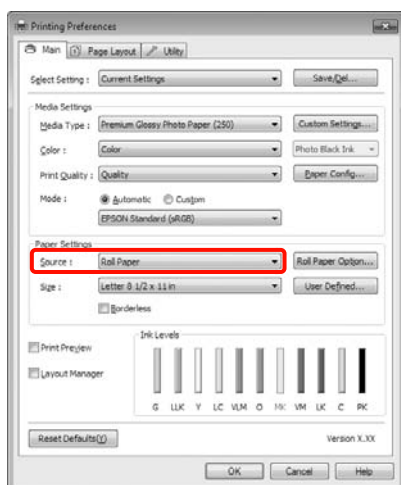 Printing Preferences
Main Page Layout Utility
Select Setting : Current Settings Save/Del...
Media Settings
Media Type : Premium Glossy Photo Paper (250) Custom Settings...
Color : Color Photo Black Ink
Print Quality : Quality Paper Config...
Mode : Automatic Custom
EPSON Standard (sRGB)
Paper Settings
Source : Roll Paper Roll Paper Option...
Size : Letter 8 1/2 x 11 in User Defined...
Borderless
Ink Levels
Print Preview
Layout Manager
G LLK Y LC VLM O MK VM LK C PK
Reset Defaults(Y) Version X.XX
OK Cancel Help